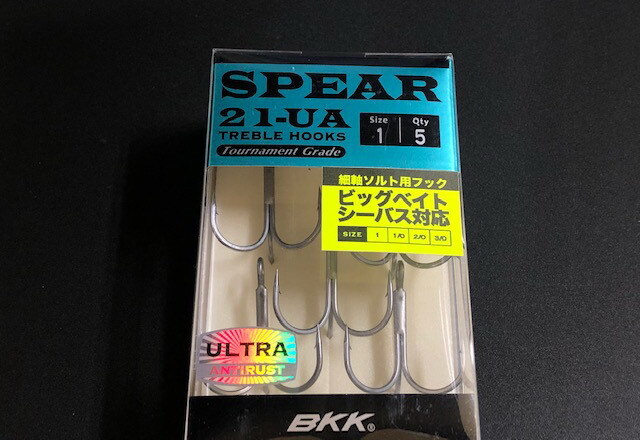 SPEAR
21-UA
TREBLE HOOKS
Tournament Grade
Size Qty
1 5
細軸ソルト用フック
ビッグベイト
シーバス対応
SIZE 1 1/0 2/0 3/0
ULTRA
ANTIRUST
BKK®